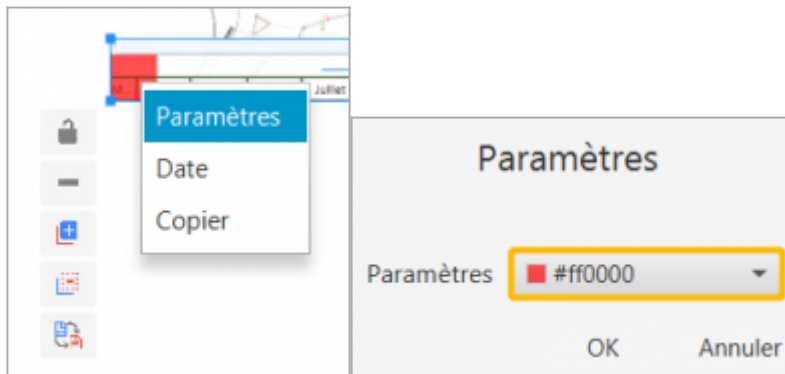 M...
Juillet
Paramètres
Date
Copier
Paramètres
Paramètres #ff0000
OK Annuler